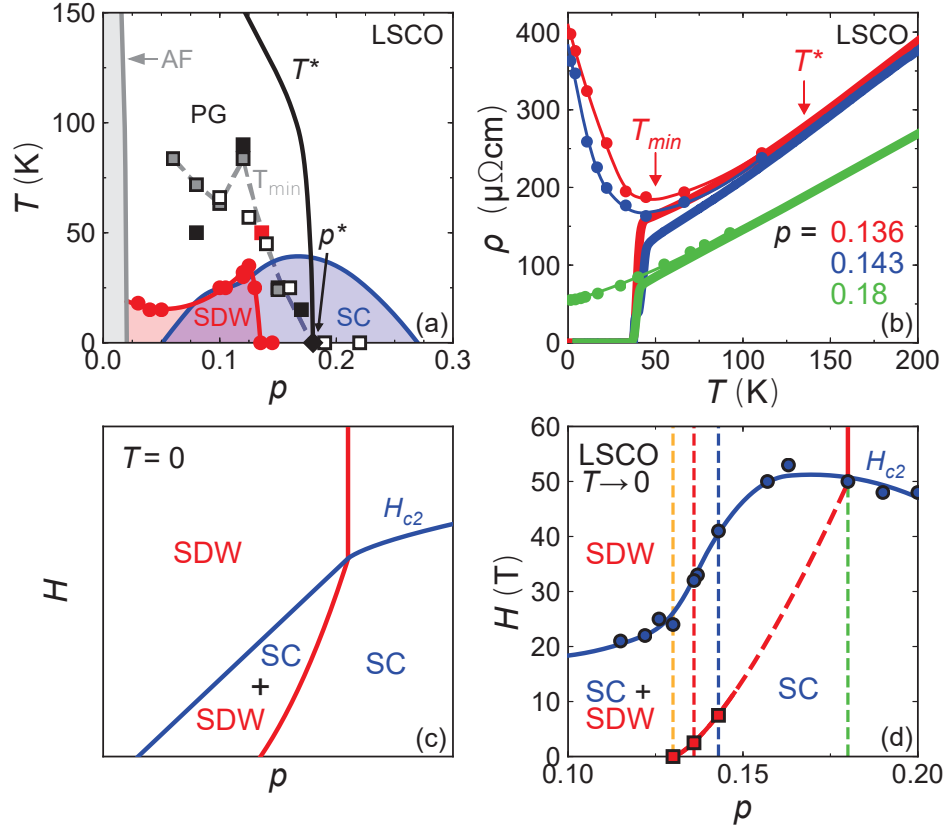 150
100
50
0
T (K)
0.0
0.1
0.2
0.3
p
LSCO
AF
T*
PG
Tmin
p*
SDW
SC
(a)
400
300
200
100
0
ρ (μΩcm)
0
50
100
150
200
T (K)
LSCO
T*
Tmin
p = 0.136
0.143
0.18
(b)
T = 0
Hc2
SDW
SC
+
SDW
SC
H
p
(c)
60
50
40
30
20
10
0
H (T)
0.10
0.15
0.20
p
LSCO
T→0
Hc2
SDW
SC +
SDW
SC
(d)